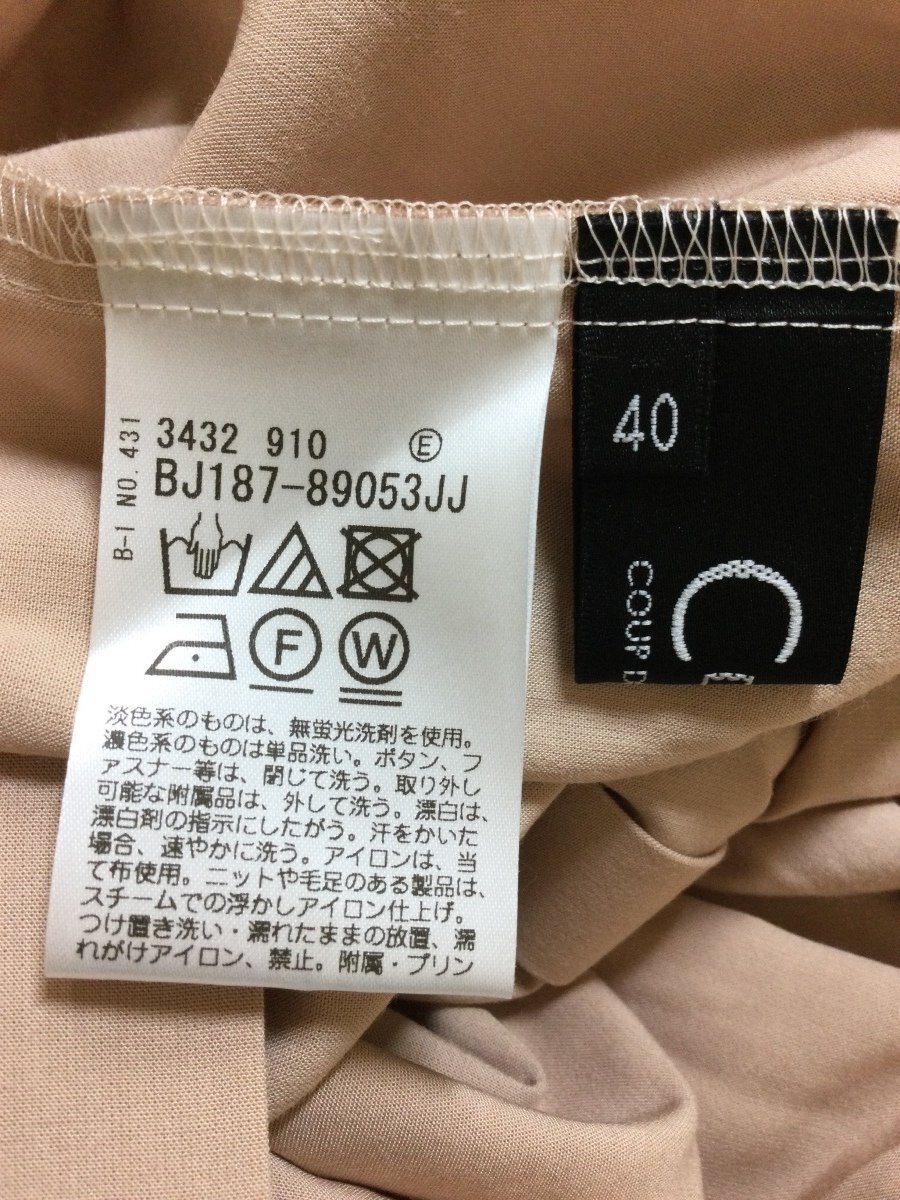 3432 910 Ⓔ
BJ187-89053JJ
B-1 NO. 431
F
W
淡色系のものは、無蛍光洗剤を使用。
濃色系のものは単品洗い。ボタン、フ
ァスナー等は、閉じて洗う。取り外し
可能な附属品は、外して洗う。漂白は、
漂白剤の指示にしたがう。汗をかいた
場合、速やかに洗う。アイロンは、当
て布使用。ニットや毛足のある製品は、
スチームでの浮かしアイロン仕上げ。
つけ置き洗い・濡れたままの放置、濡
れがけアイロン、禁止。附属・プリン
40
C
COUP D